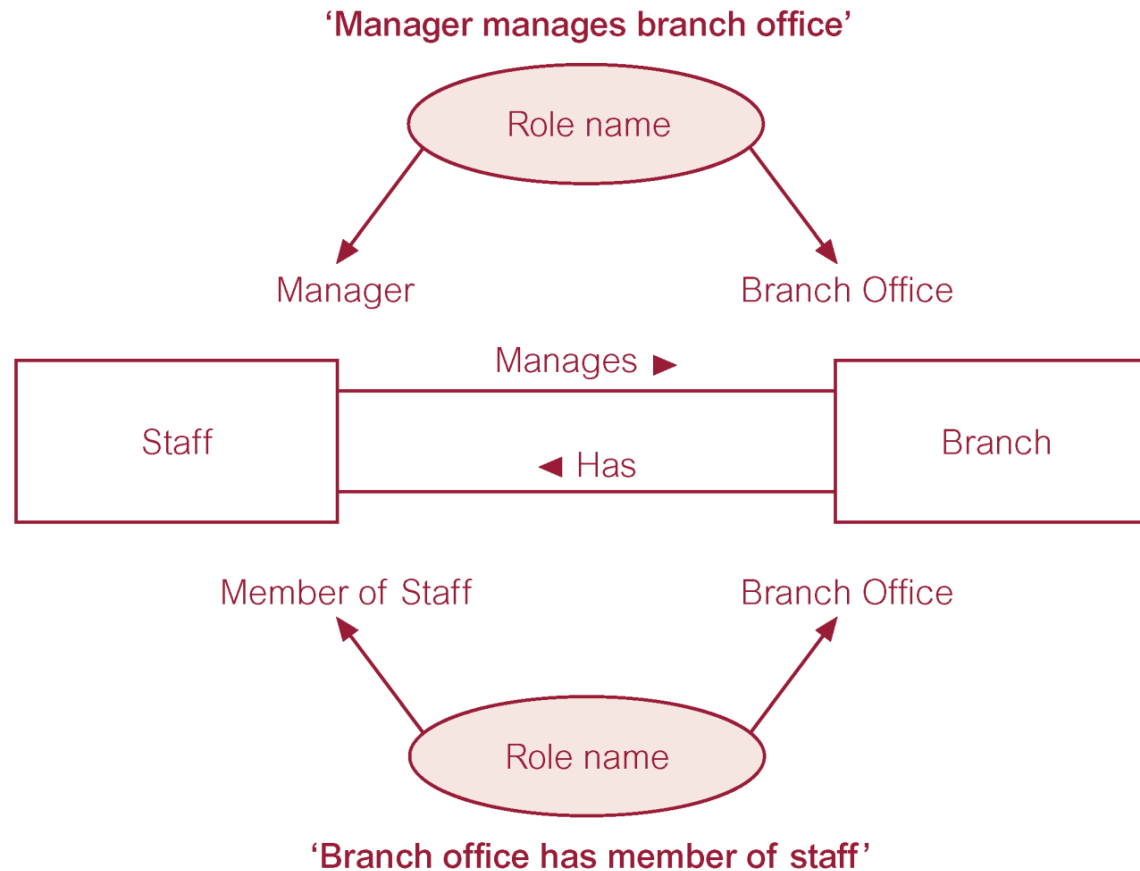 ‘Manager manages branch office’
Role name
Manager
Branch Office
Manages ►
Staff
Branch
◄ Has
Member of Staff
Branch Office
Role name
‘Branch office has member of staff’